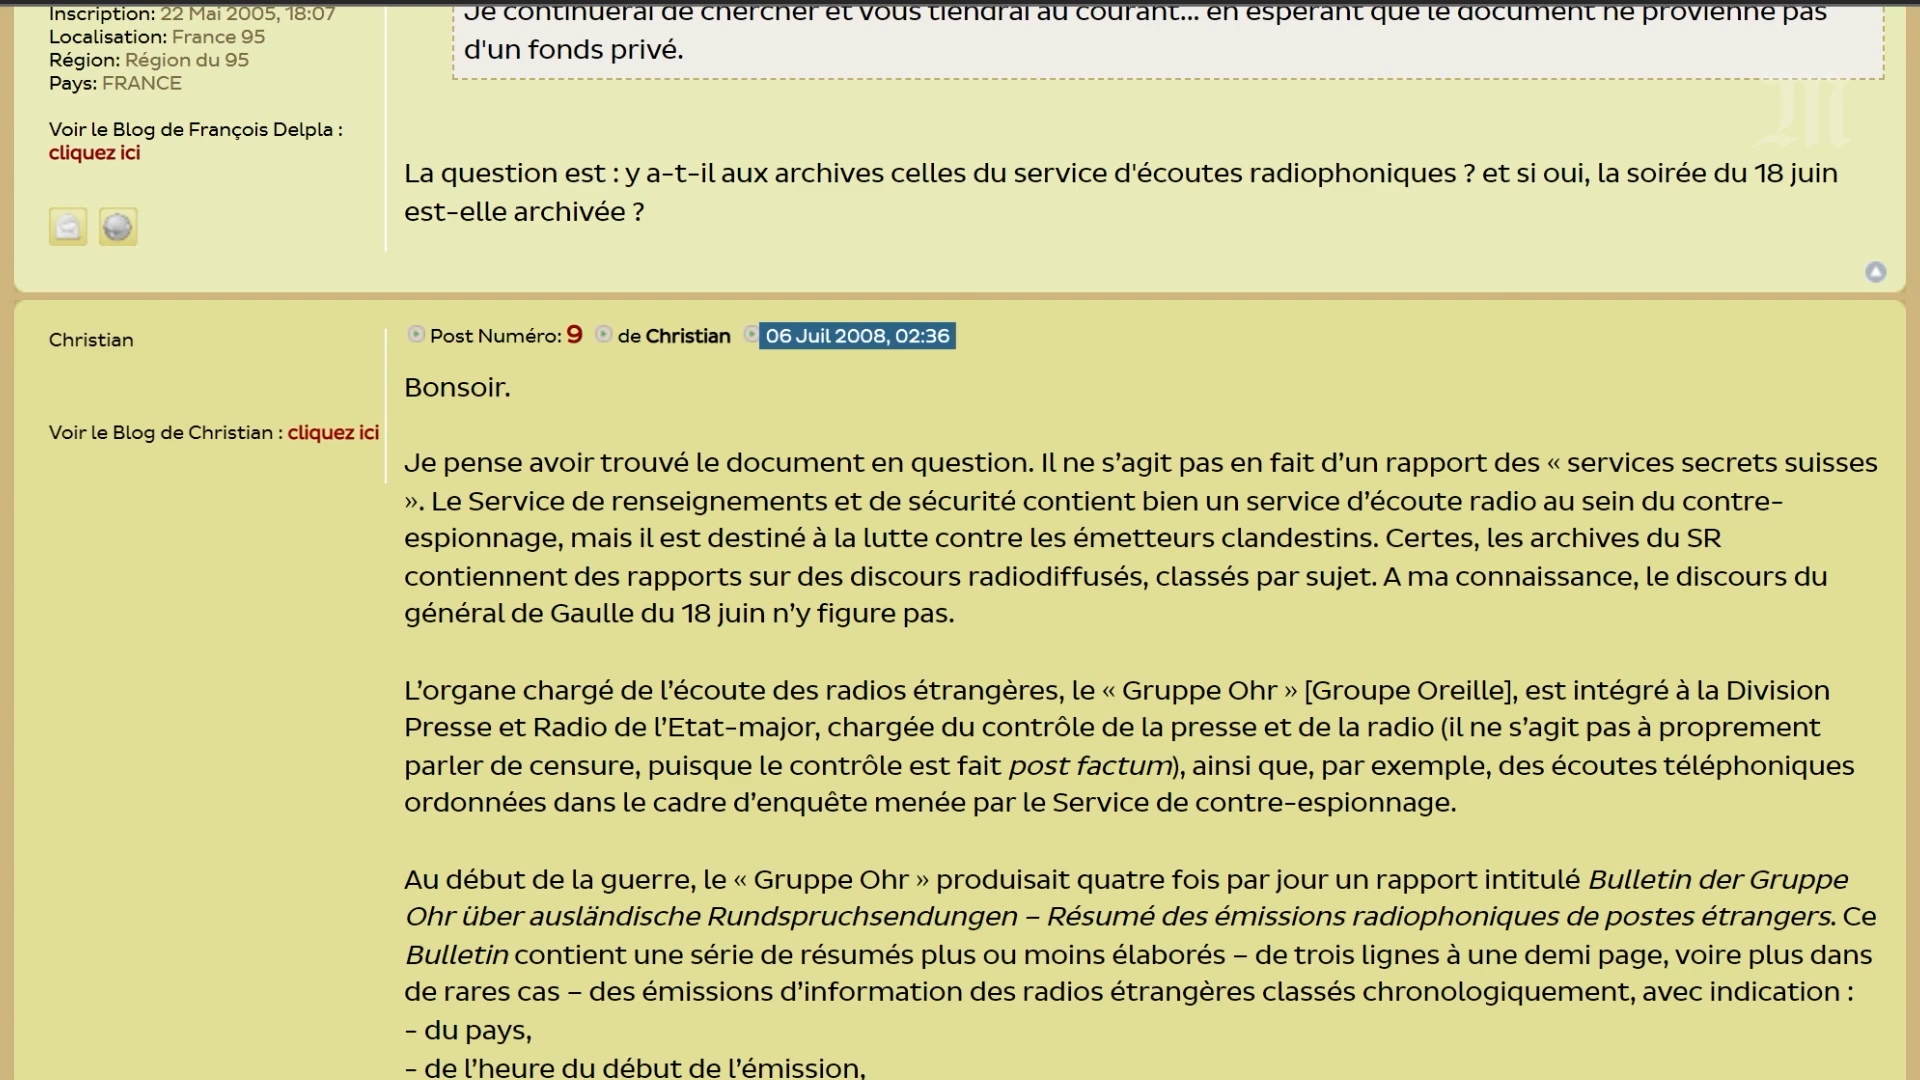 Inscription: 22 Mai 2005, 18:07
Localisation: France 95
Région: Région du 95
Pays: FRANCE
Voir le Blog de François Delpla :
cliquez ici
Je continuerai de chercher et vous tiendrai au courant... en espérant que le document ne provienne pas
d'un fonds privé.
La question est : y a-t-il aux archives celles du service d'écoutes radiophoniques ? et si oui, la soirée du 18 juin
est-elle archivée ?
M
Christian
Voir le Blog de Christian : cliquez ici
Post Numéro: 9 de Christian 06 Juil 2008, 02:36
Bonsoir.
Je pense avoir trouvé le document en question. Il ne s’agit pas en fait d’un rapport des « services secrets suisses
». Le Service de renseignements et de sécurité contient bien un service d’écoute radio au sein du contre-
espionnage, mais il est destiné à la lutte contre les émetteurs clandestins. Certes, les archives du SR
contiennent des rapports sur des discours radiodiffusés, classés par sujet. A ma connaissance, le discours du
général de Gaulle du 18 juin n’y figure pas.
L’organe chargé de l’écoute des radios étrangères, le « Gruppe Ohr » [Groupe Oreille], est intégré à la Division
Presse et Radio de l’Etat-major, chargée du contrôle de la presse et de la radio (il ne s’agit pas à proprement
parler de censure, puisque le contrôle est fait post factum), ainsi que, par exemple, des écoutes téléphoniques
ordonnées dans le cadre d’enquête menée par le Service de contre-espionnage.
Au début de la guerre, le « Gruppe Ohr » produisait quatre fois par jour un rapport intitulé Bulletin der Gruppe
Ohr über ausländische Rundspruchsendungen – Résumé des émissions radiophoniques de postes étrangers. Ce
Bulletin contient une série de résumés plus ou moins élaborés – de trois lignes à une demi page, voire plus dans
de rares cas – des émissions d’information des radios étrangères classés chronologiquement, avec indication :
- du pays,
- de l’heure du début de l’émission,